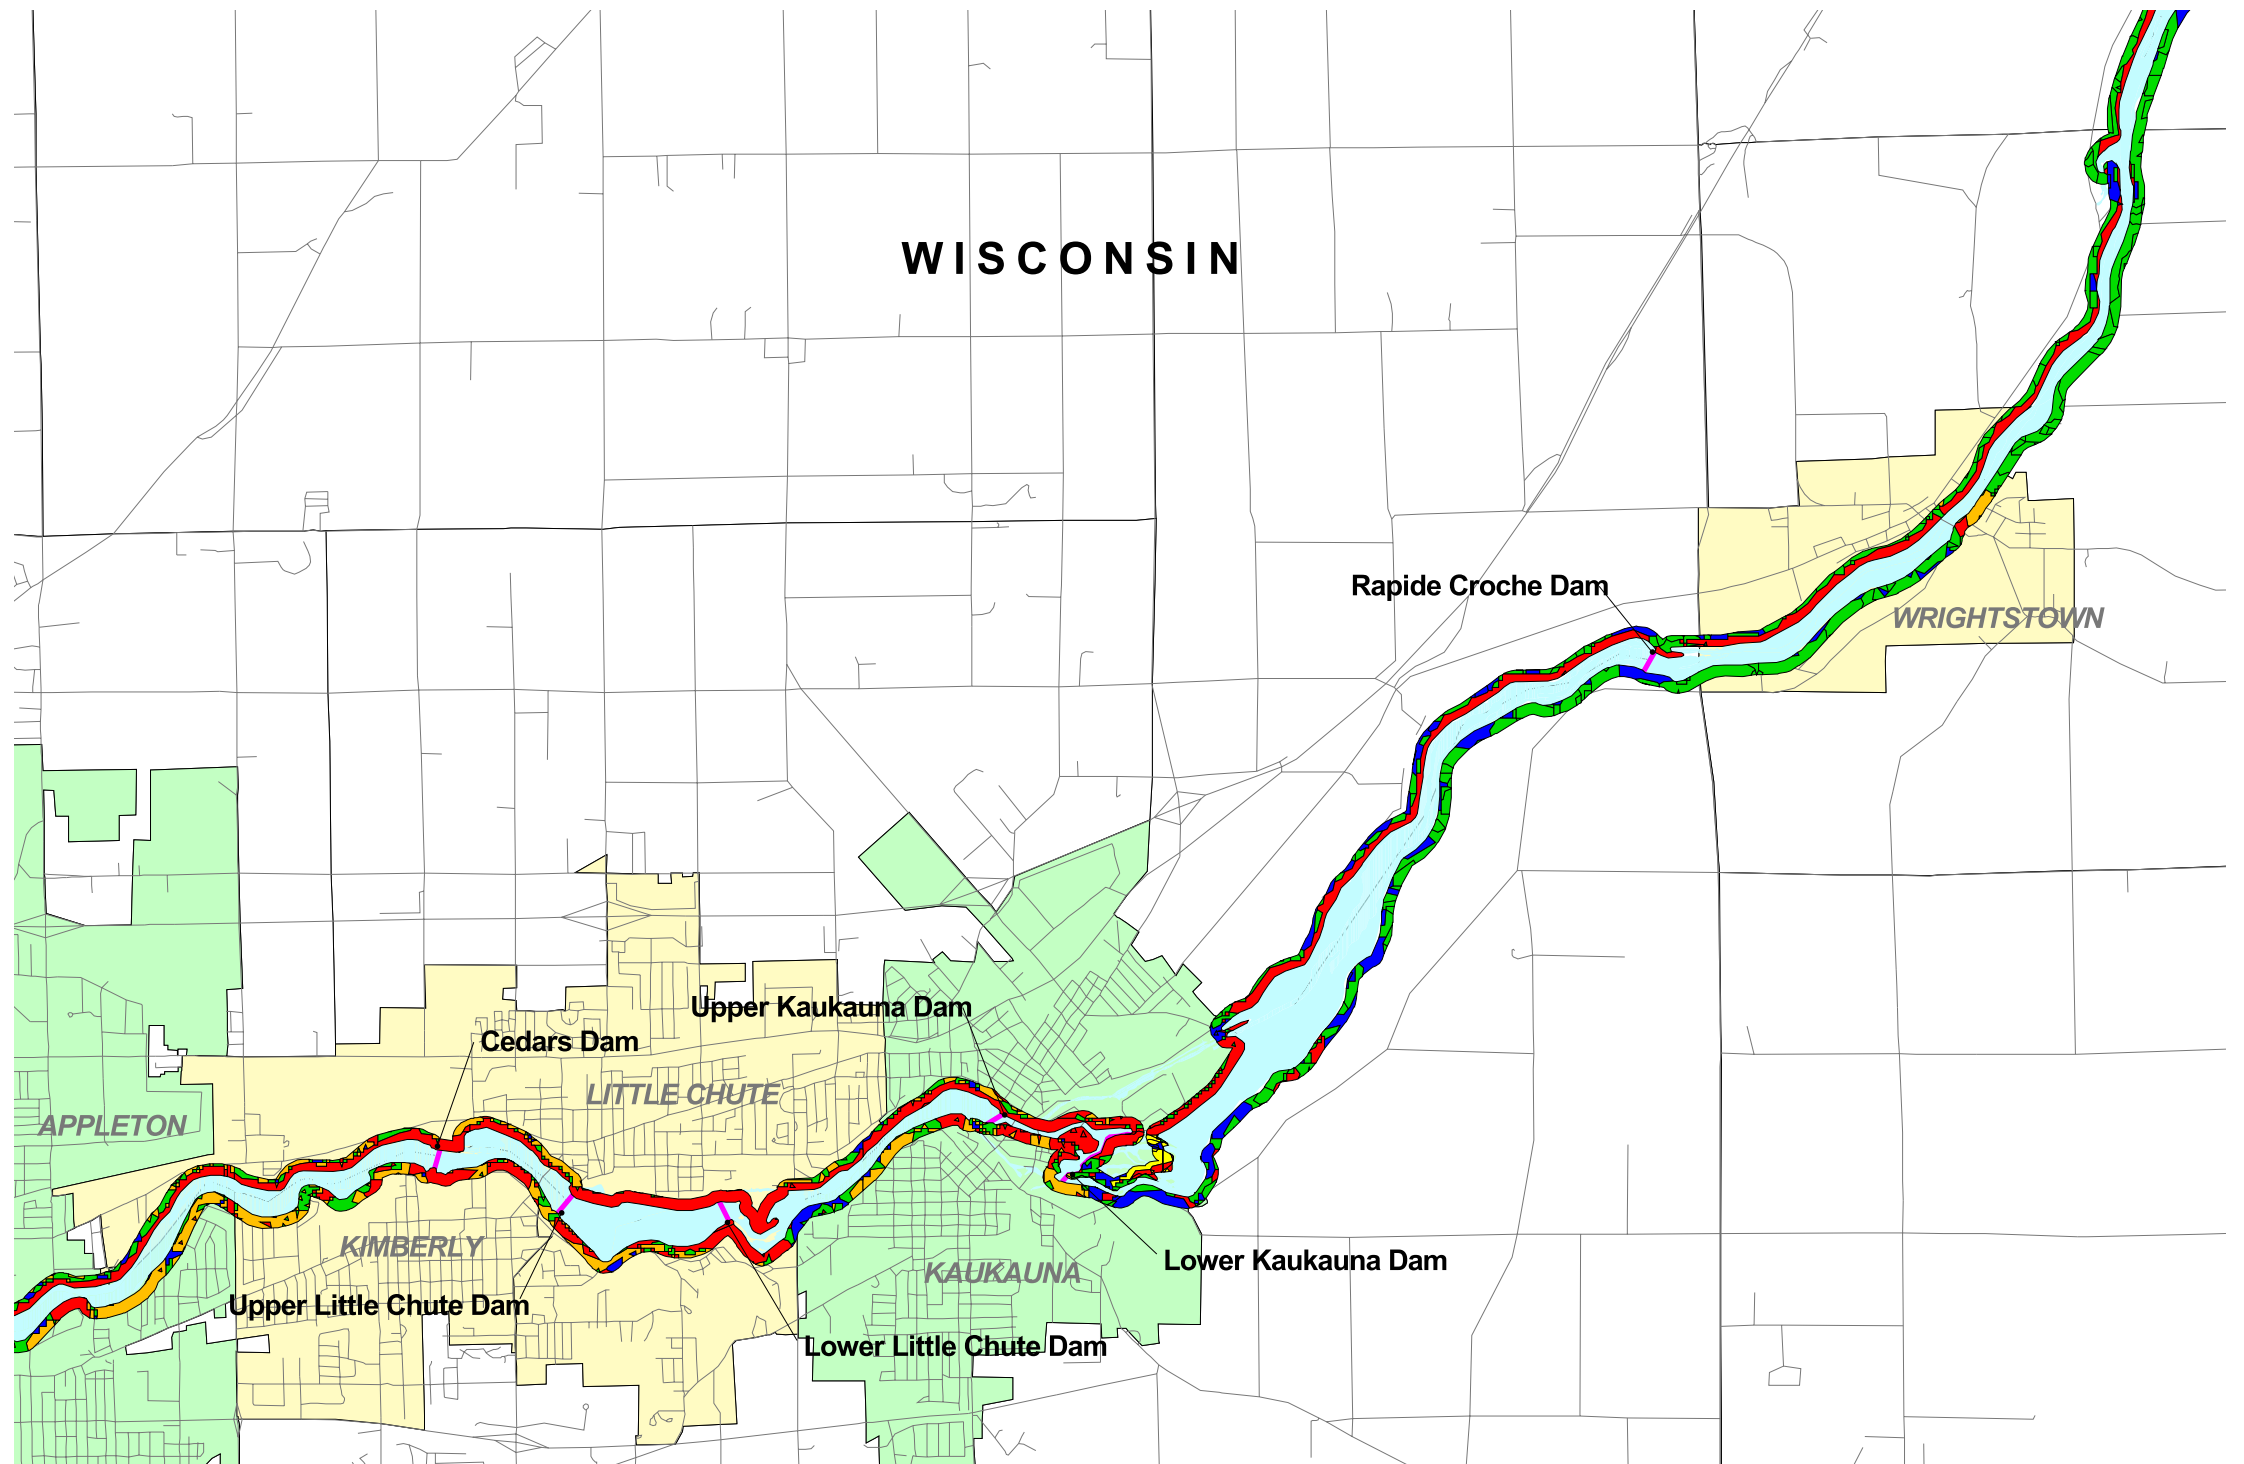 WISCONSIN
Rapide Croche Dam
WRIGHTSTOWN
Upper Kaukauna Dam
Cedars Dam
LITTLE CHUTE
APPLETON
KIMBERLY
Lower Kaukauna Dam
KAUKAUNA
Upper Little Chute Dam
Lower Little Chute Dam